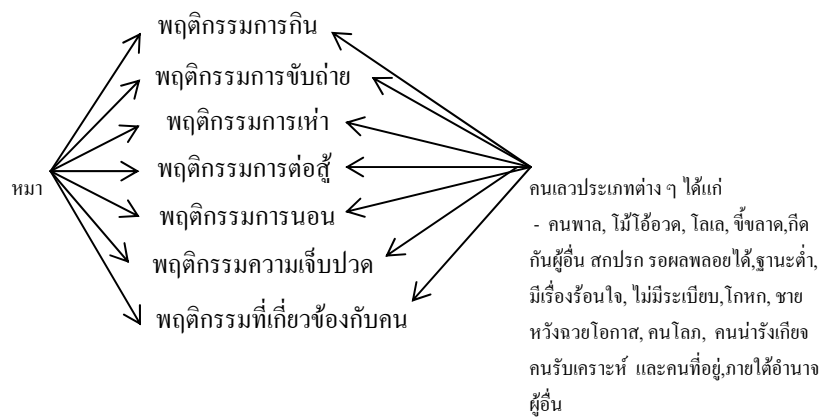 พฤติกรรมการกิน
พฤติกรรมการขับถ่าย
พฤติกรรมการเห่า
พฤติกรรมการต่อสู้
หมา
พฤติกรรมการนอน
พฤติกรรมความเจ็บปวด
พฤติกรรมที่เกี่ยวข้องกับคน
คนเลวประเภทต่าง ๆ ได้แก่
- คนพาล, โม้โอ้อวด, โลเล, ขี้ขลาด,กีด
กันผู้อื่น สกปรก รอผลพลอยได้,ฐานะต่ำ,
มีเรื่องร้อนใจ, ไม่มีระเบียบ,โกหก, ชาย
หวังฉวยโอกาส, คนโลภ, คนน่ารังเกียจ
คนรับเคราะห์ และคนที่อยู่,ภายใต้อำนาจ
ผู้อื่น